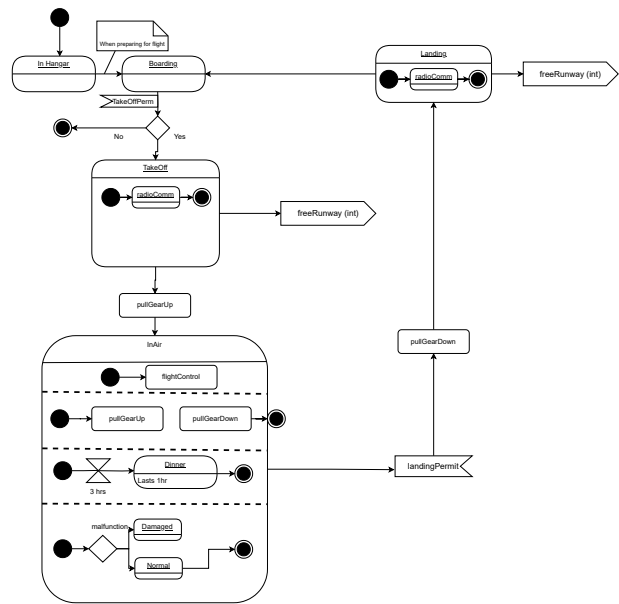 When preparing for flight
In Hangar
Boarding
Landing
radioComm
freeRunway (int)
TakeOffPerm
No
Yes
TakeOff
radioComm
freeRunway (int)
pullGearUp
InAir
pullGearDown
flightControl
pullGearUp
pullGearDown
Dinner
Lasts 1hr
3 hrs
landingPermit
malfunction
Damaged
Normal